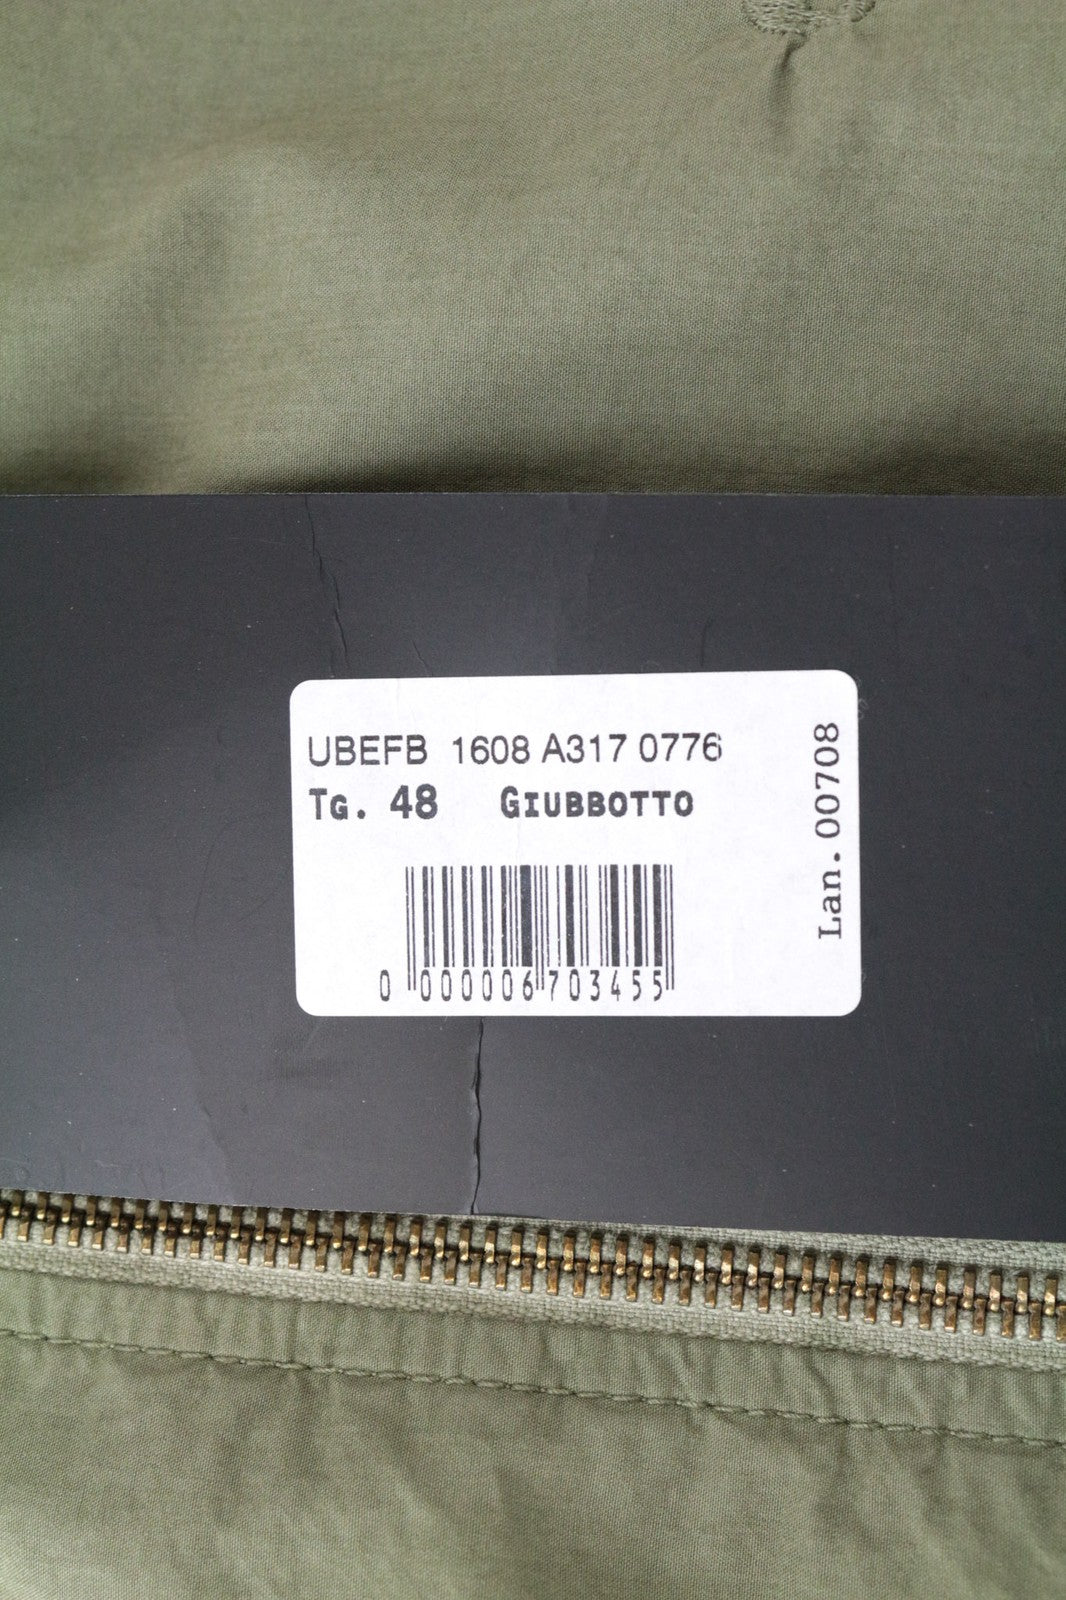 UBEFB 1608 A317 0776
Tg. 48 Giubbotto
0 000006 703455
Lan. 00708